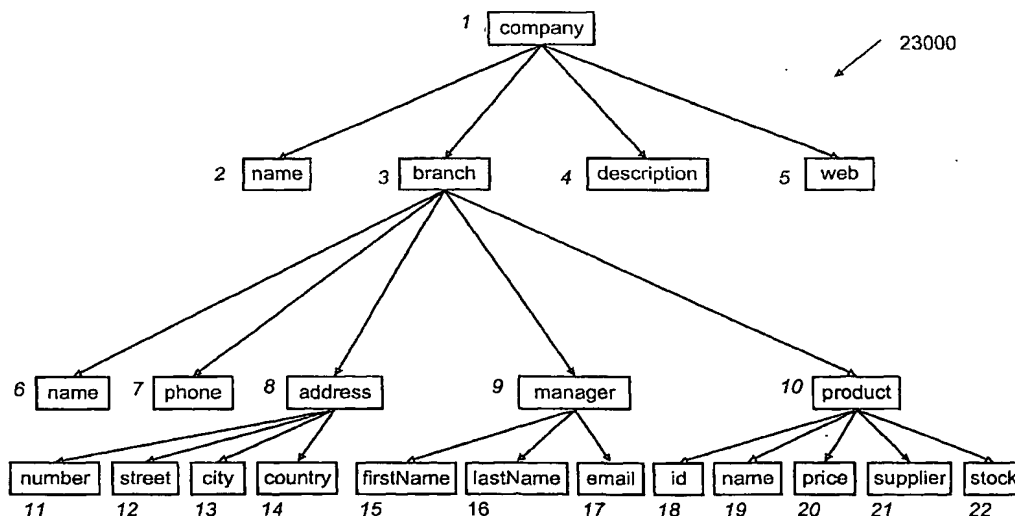 1 company
23000
2 name 3 branch 4 description 5 web
6 name 7 phone 8 address 9 manager 10 product
number street city country firstName lastName email id name price supplier stock
11 12 13 14 15 16 17 18 19 20 21 22